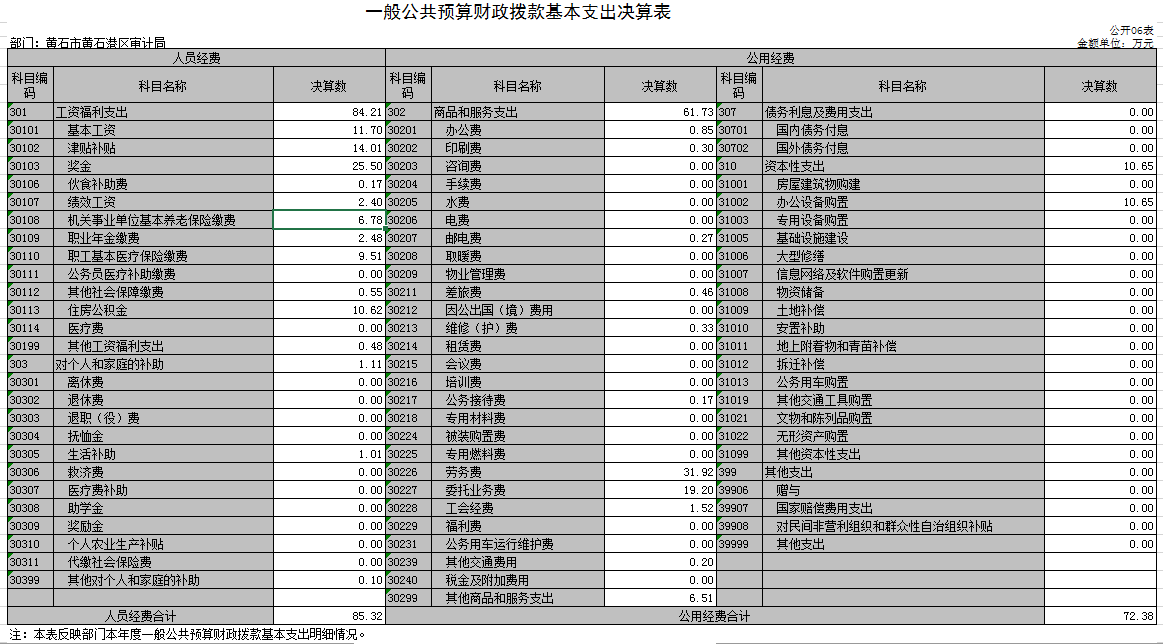 一般公共预算财政拨款基本支出决算表
公开06表
部门：黄石市黄石港区审计局 金额单位：万元
人员经费 公用经费
科目编码 科目名称 决算数 科目编码 科目名称 决算数 科目编码 科目名称 决算数
301 工资福利支出 84.21 302 商品和服务支出 61.73 307 债务利息及费用支出 0.00
30101 基本工资 11.70 30201 办公费 0.85 30701 国内债务付息 0.00
30102 津贴补贴 14.01 30202 印刷费 0.30 30702 国外债务付息 0.00
30103 奖金 25.50 30203 咨询费 0.00 310 资本性支出 10.65
30106 伙食补助费 0.17 30204 手续费 0.00 31001 房屋建筑物购建 0.00
30107 绩效工资 2.40 30205 水费 0.00 31002 办公设备购置 10.65
30108 机关事业单位基本养老保险缴费 6.78 30206 电费 0.00 31003 专用设备购置 0.00
30109 职业年金缴费 2.48 30207 邮电费 0.27 31005 基础设施建设 0.00
30110 职工基本医疗保险缴费 9.51 30208 取暖费 0.00 31006 大型修缮 0.00
30111 公务员医疗补助缴费 0.00 30209 物业管理费 0.00 31007 信息网络及软件购置更新 0.00
30112 其他社会保障缴费 0.55 30211 差旅费 0.46 31008 物资储备 0.00
30113 住房公积金 10.62 30212 因公出国（境）费用 0.00 31009 土地补偿 0.00
30114 医疗费 0.00 30213 维修（护）费 0.33 31010 安置补助 0.00
30199 其他工资福利支出 0.48 30214 租赁费 0.00 31011 地上附着物和青苗补偿 0.00
303 对个人和家庭的补助 1.11 30215 会议费 0.00 31012 拆迁补偿 0.00
30301 离休费 0.00 30216 培训费 0.00 31013 公务用车购置 0.00
30302 退休费 0.00 30217 公务接待费 0.17 31019 其他交通工具购置 0.00
30303 退职（役）费 0.00 30218 专用材料费 0.00 31021 文物和陈列品购置 0.00
30304 抚恤金 0.00 30224 被装购置费 0.00 31022 无形资产购置 0.00
30305 生活补助 1.01 30225 专用燃料费 0.00 31099 其他资本性支出 0.00
30306 救济费 0.00 30226 劳务费 31.92 399 其他支出 0.00
30307 医疗费补助 0.00 30227 委托业务费 19.20 39906 赠与 0.00
30308 助学金 0.00 30228 工会经费 1.52 39907 国家赔偿费用支出 0.00
30309 奖励金 0.00 30229 福利费 0.00 39908 对民间非营利组织和群众性自治组织补贴 0.00
30310 个人农业生产补贴 0.00 30231 公务用车运行维护费 0.00 39999 其他支出 0.00
30311 代缴社会保险费 0.00 30239 其他交通费用 0.20
30399 其他对个人和家庭的补助 0.10 30240 税金及附加费用 0.00
30299 其他商品和服务支出 6.51
人员经费合计 85.32 公用经费合计 72.38
注：本表反映部门本年度一般公共预算财政拨款基本支出明细情况。